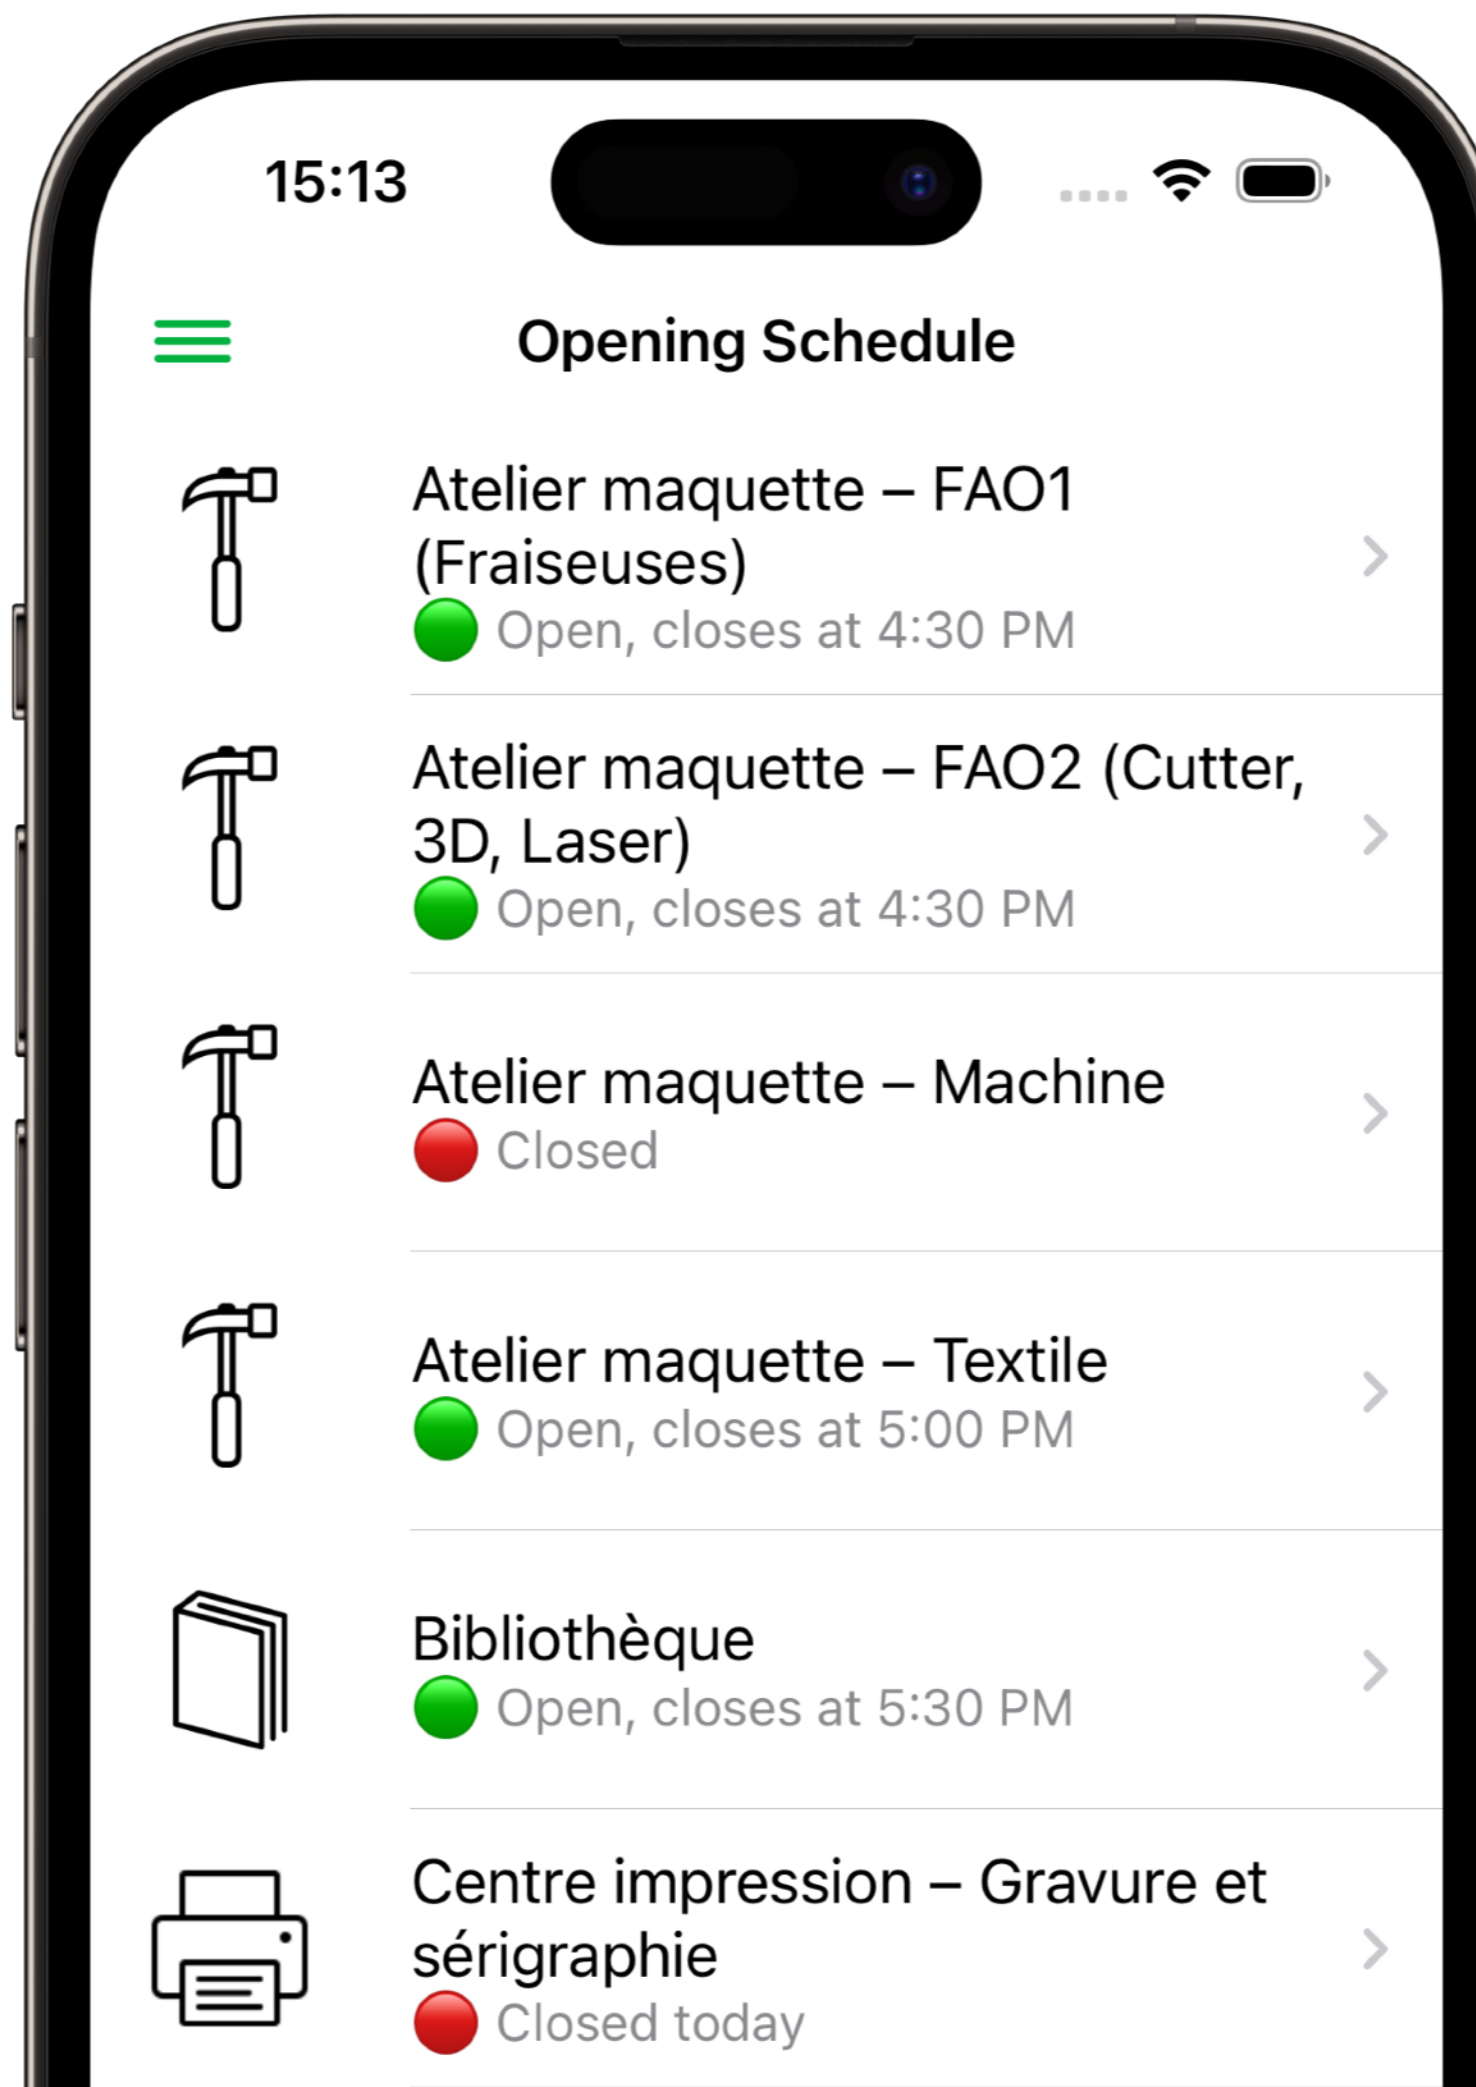 15:13
Opening Schedule
Atelier maquette – FAO1
(Fraiseuses)
Open, closes at 4:30 PM
Atelier maquette – FAO2 (Cutter,
3D, Laser)
Open, closes at 4:30 PM
Atelier maquette – Machine
Closed
Atelier maquette – Textile
Open, closes at 5:00 PM
Bibliothèque
Open, closes at 5:30 PM
Centre impression – Gravure et
sérigraphie
Closed today